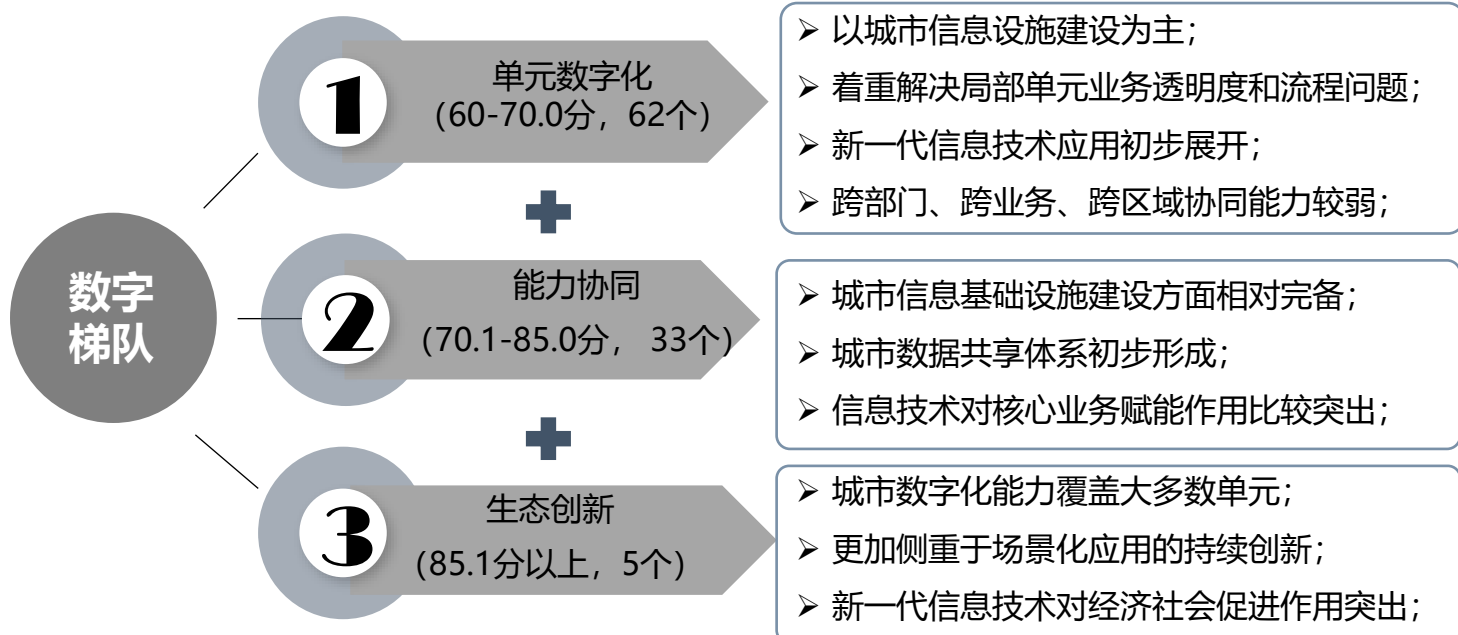 数字
梯队
1
单元数字化
(60-70.0分，62个)
➢ 以城市信息设施建设为主；
➢ 着重解决局部单元业务透明度和流程问题；
➢ 新一代信息技术应用初步展开；
➢ 跨部门、跨业务、跨区域协同能力较弱；
2
能力协同
(70.1-85.0分， 33个)
➢ 城市信息基础设施建设方面相对完备；
➢ 城市数据共享体系初步形成；
➢ 信息技术对核心业务赋能作用比较突出；
3
生态创新
(85.1分以上，5个)
➢ 城市数字化能力覆盖大多数单元；
➢ 更加侧重于场景化应用的持续创新；
➢ 新一代信息技术对经济社会促进作用突出；